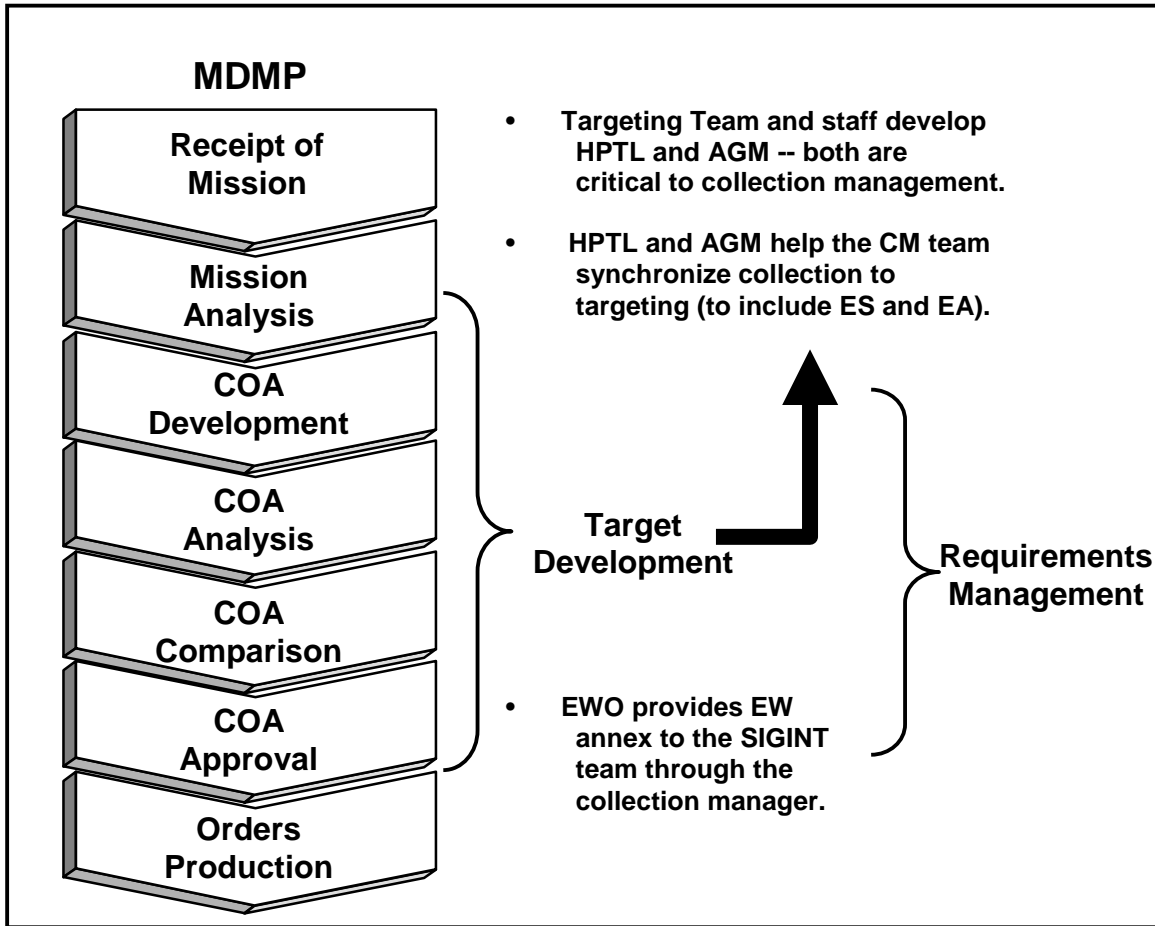 MDMP
Receipt of
Mission
Mission
Analysis
COA
Development
COA
Analysis
COA
Comparison
COA
Approval
Orders
Production
• Targeting Team and staff develop
HPTL and AGM -- both are
critical to collection management.
• HPTL and AGM help the CM team
synchronize collection to
targeting (to include ES and EA).
Target
Development
Requirements
Management
• EWO provides EW
annex to the SIGINT
team through the
collection manager.